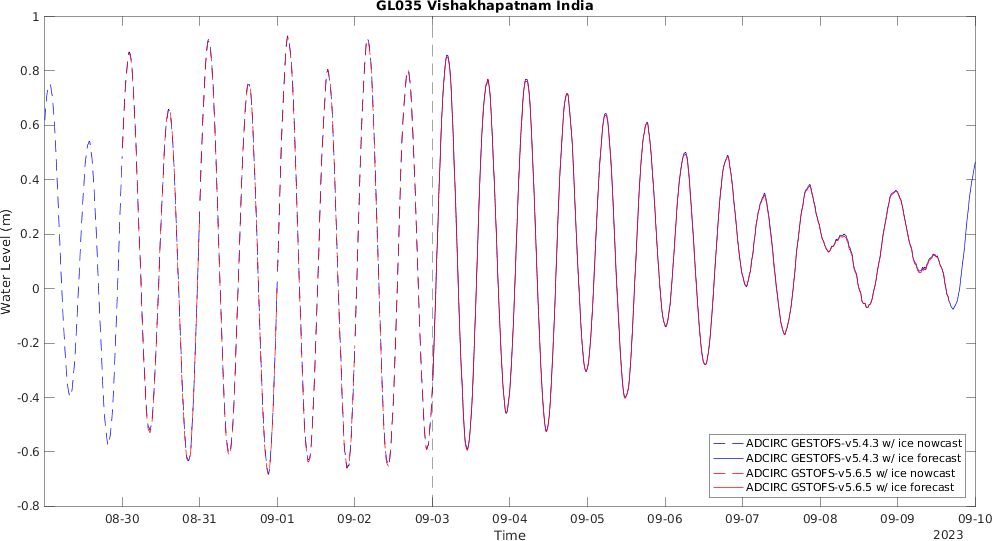 GL035 Vishakhapatnam India
Water Level (m)
1
0.8
0.6
0.4
0.2
0
-0.2
-0.4
-0.6
-0.8
ADCIRC GESTOFS-v5.4.3 w/ ice nowcast
ADCIRC GESTOFS-v5.4.3 w/ ice forecast
ADCIRC GSTOFS-v5.6.5 w/ ice nowcast
ADCIRC GSTOFS-v5.6.5 w/ ice forecast
08-30 08-31 09-01 09-02 09-03 09-04 09-05 09-06 09-07 09-08 09-09 09-10
Time
2023